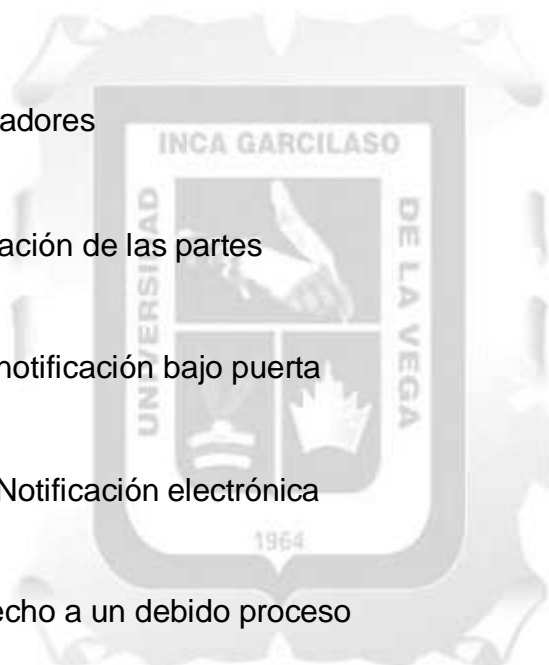 adores
INCA GARCILASO
ación de las partes
UNIVERSIDAD
DE LA VEGA
notificación bajo puerta
Notificación electrónica
1964
echo a un debido proceso